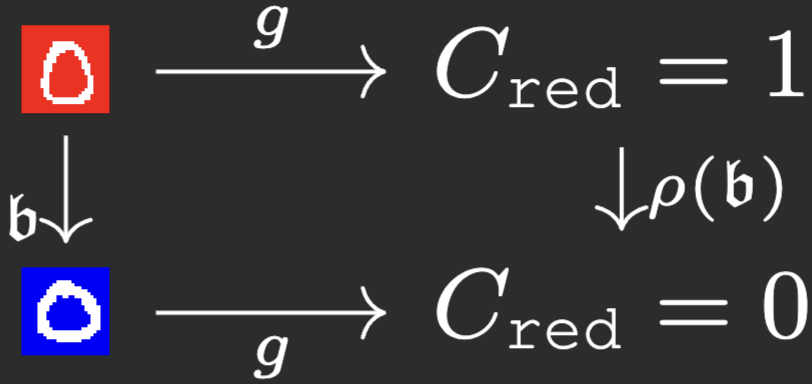 g
C_red = 1
𝔟
ρ(𝔟)
C_red = 0
g